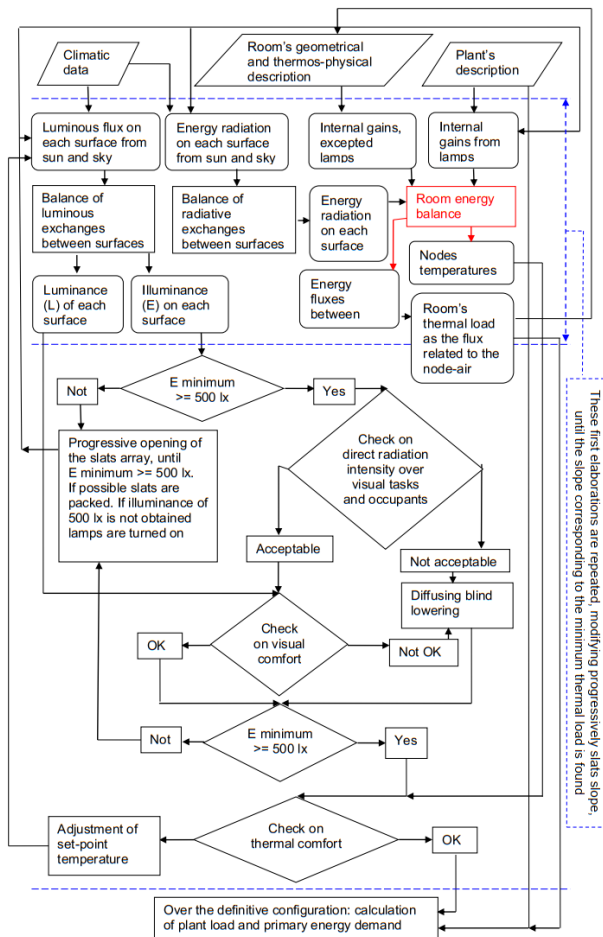 Climatic
data
Room's geometrical
and thermos-physical
description
Plant's
description
Luminous flux on
each surface from
sun and sky
Energy radiation
on each surface
from sun and sky
Internal gains,
excepted
lamps
Internal
gains from
lamps
Balance of
luminous
exchanges
between surfaces
Balance of
radiative
exchanges
between surfaces
Energy
radiation
on each
surface
Room energy
balance
Nodes
temperatures
Luminance
(L) of each
surface
Illuminance
(E) on each
surface
Energy
fluxes
between
Room's
thermal load
as the flux
related to the
node-air
Not
E minimum
>= 500 lx
Yes
These first elaborations are repeated, modifying progressively slats slope,
until the slope corresponding to the minimum thermal load is found
Progressive opening of
the slats array, until
E minimum >= 500 lx.
If possible slats are
packed. If illuminance of
500 lx is not obtained
lamps are turned on
Check on
direct radiation
intensity over
visual tasks
and occupants
Acceptable
Not acceptable
Diffusing blind
lowering
OK
Check
on visual
comfort
Not OK
Not
E minimum
>= 500 lx
Yes
Adjustment of
set-point
temperature
Check on
thermal comfort
OK
Over the definitive configuration: calculation
of plant load and primary energy demand